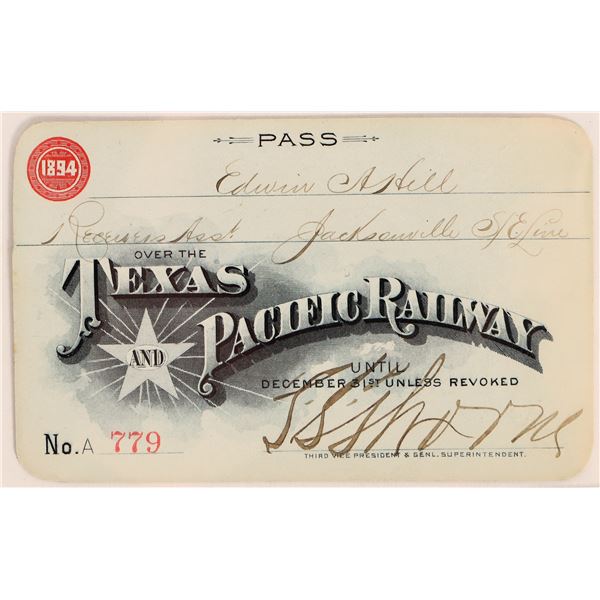 PASS
1894
Edwin A Hill
Receivers Asst Jacksonville S/E Line
OVER THE
TEXAS
AND
PACIFIC RAILWAY
UNTIL
DECEMBER 31ST UNLESS REVOKED
No. A 779
THIRD VICE PRESIDENT & GENL. SUPERINTENDENT.